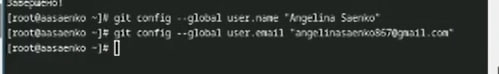 Завершено!
[root@aasaenko ~]# git config --global user.name "Angelina Saenko"
[root@aasaenko ~]# git config --global user.email "angelinasaenko867@gmail.com"
[root@aasaenko ~]#